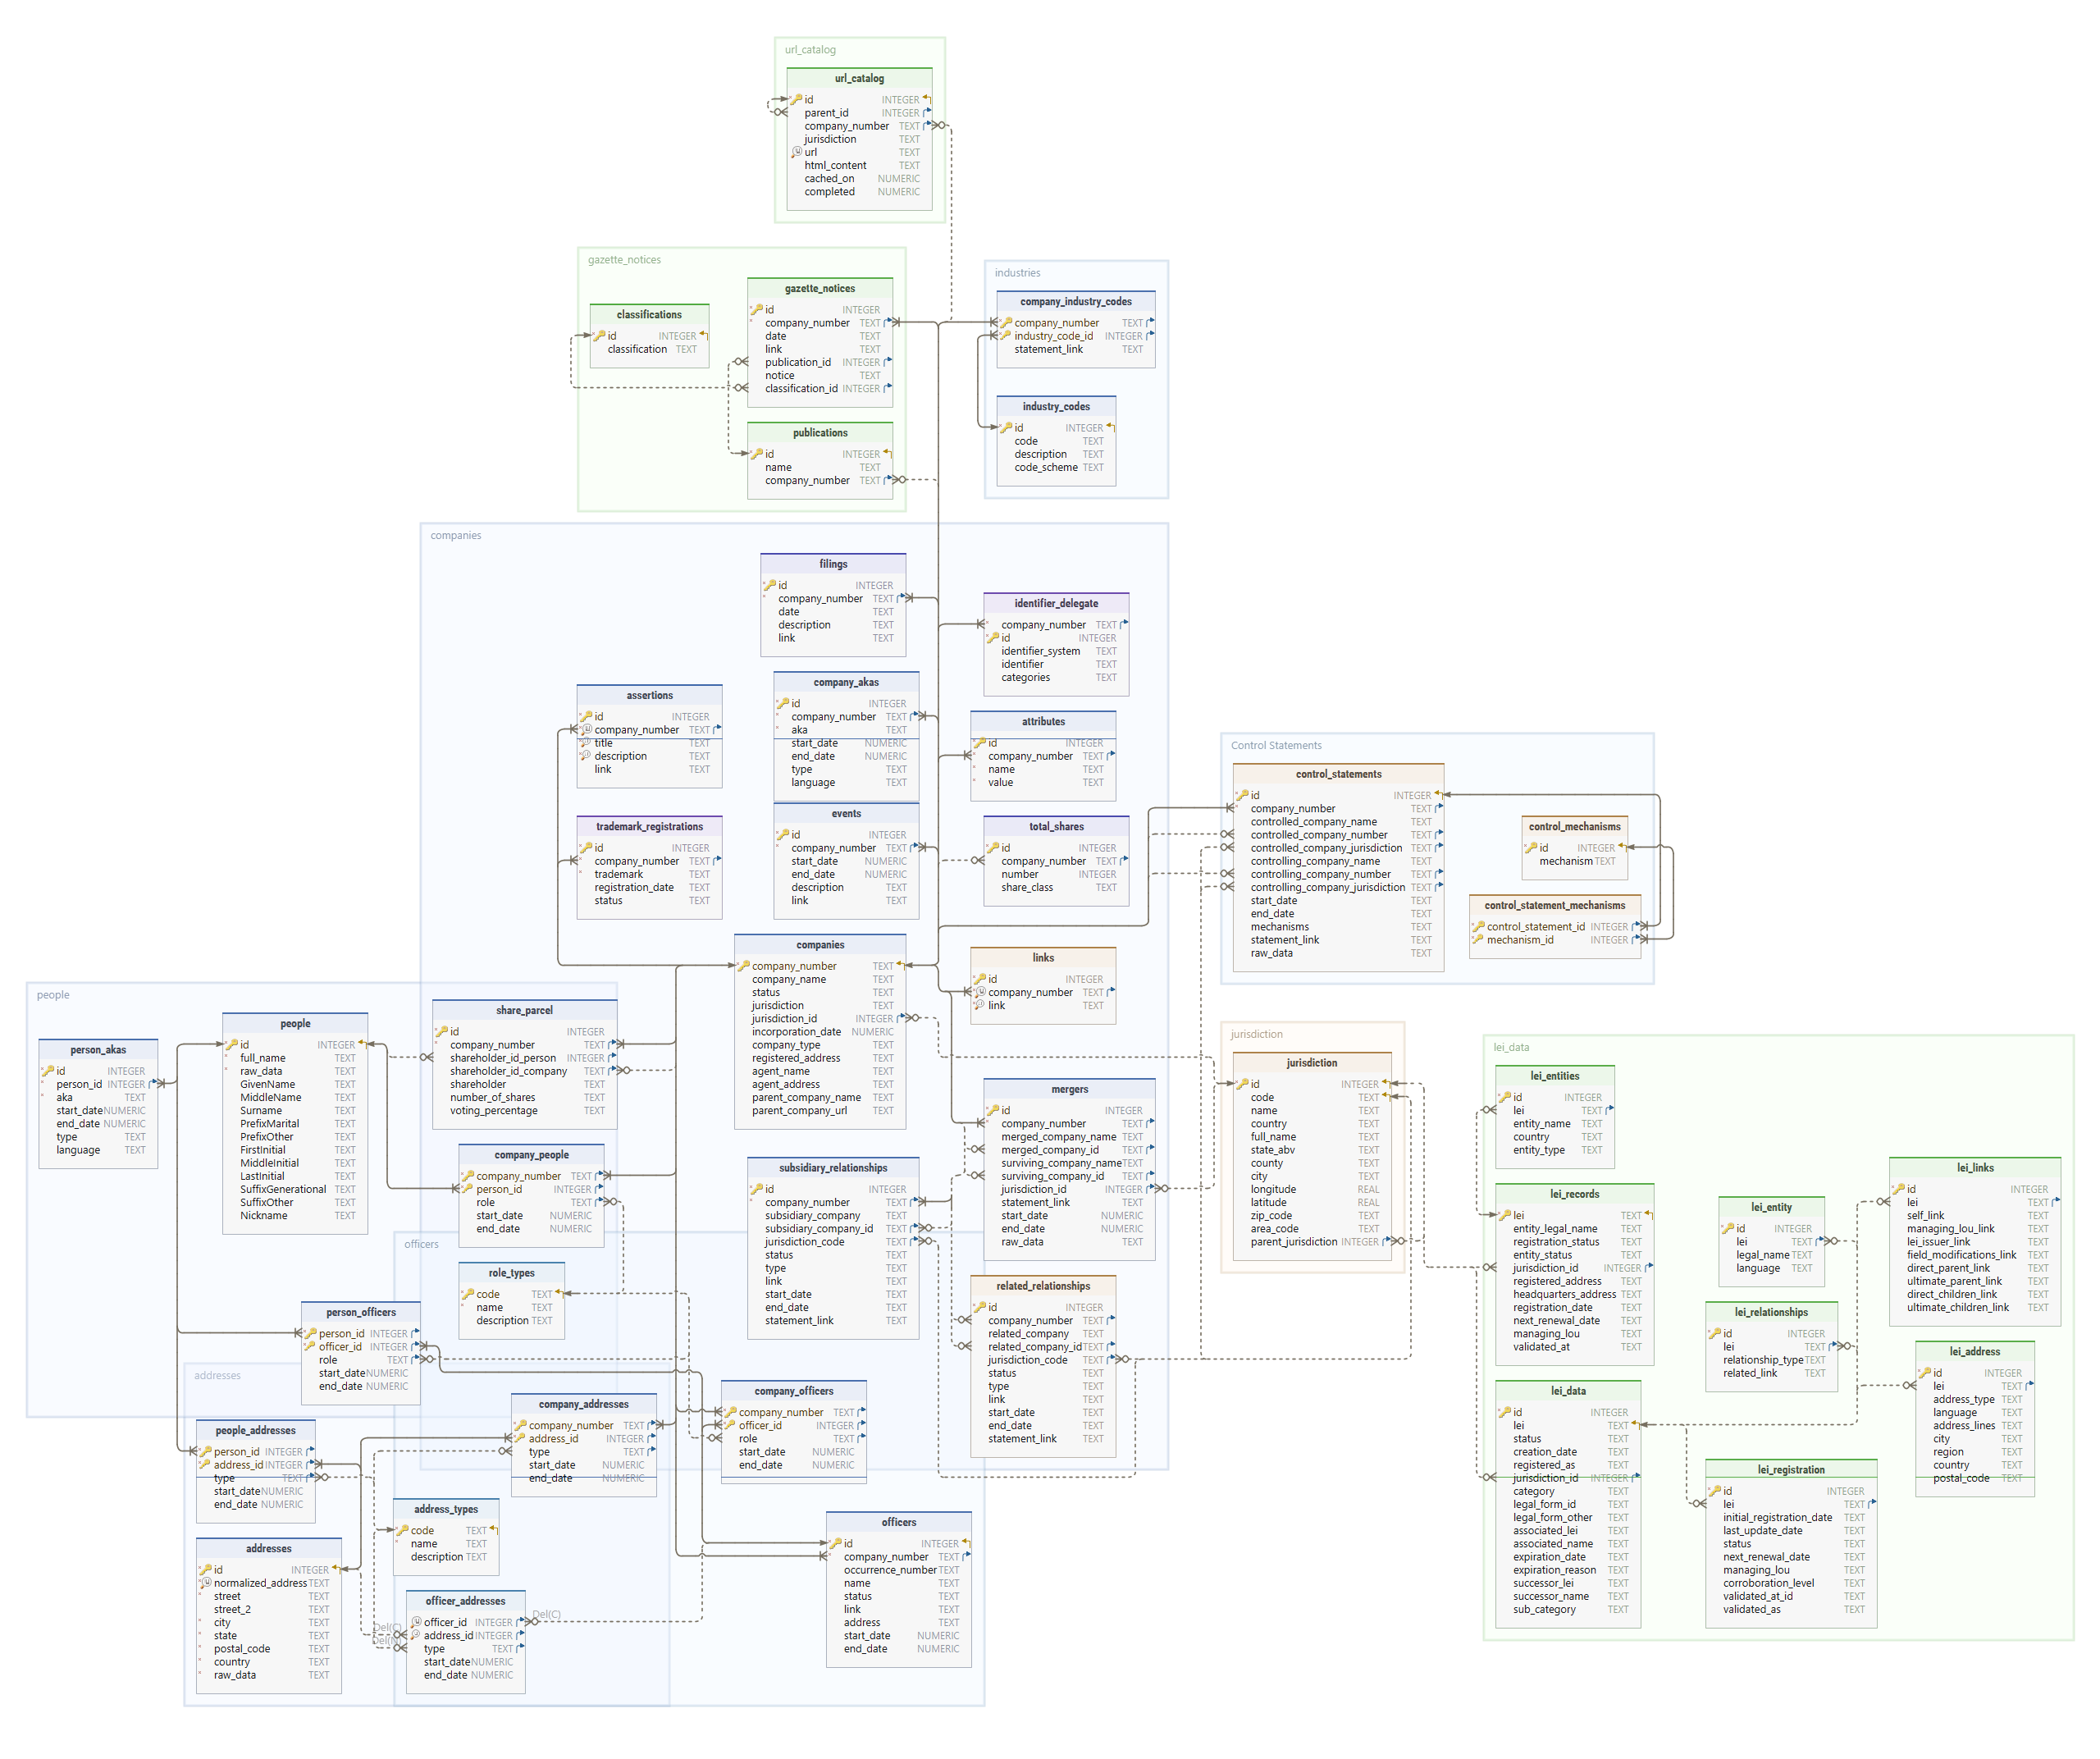 url_catalog
url_catalog
id INTEGER
parent_id INTEGER
company_number TEXT
jurisdiction TEXT
url TEXT
html_content TEXT
cached_on NUMERIC
completed NUMERIC
gazette_notices
classifications
id INTEGER
classification TEXT
gazette_notices
id INTEGER
company_number TEXT
date TEXT
link TEXT
publication_id INTEGER
notice TEXT
classification_id INTEGER
publications
id INTEGER
name TEXT
company_number TEXT
industries
company_industry_codes
company_number TEXT
industry_code_id INTEGER
statement_link TEXT
industry_codes
id INTEGER
code TEXT
description TEXT
code_scheme TEXT
companies
filings
id INTEGER
company_number TEXT
date TEXT
description TEXT
link TEXT
identifier_delegate
company_number TEXT
id INTEGER
identifier_system TEXT
identifier TEXT
categories TEXT
assertions
id INTEGER
company_number TEXT
title TEXT
description TEXT
link TEXT
company_akas
id INTEGER
company_number TEXT
aka TEXT
start_date NUMERIC
end_date NUMERIC
type TEXT
language TEXT
attributes
id INTEGER
company_number TEXT
name TEXT
value TEXT
trademark_registrations
id INTEGER
company_number TEXT
trademark TEXT
registration_date TEXT
status TEXT
events
id INTEGER
company_number TEXT
start_date NUMERIC
end_date NUMERIC
description TEXT
link TEXT
total_shares
id INTEGER
company_number TEXT
number INTEGER
share_class TEXT
companies
company_number TEXT
company_name TEXT
status TEXT
jurisdiction TEXT
jurisdiction_id INTEGER
incorporation_date NUMERIC
company_type TEXT
registered_address TEXT
agent_name TEXT
agent_address TEXT
parent_company_name TEXT
parent_company_url TEXT
links
id INTEGER
company_number TEXT
link TEXT
share_parcel
id INTEGER
company_number TEXT
shareholder_id_person INTEGER
shareholder_id_company TEXT
shareholder TEXT
number_of_shares TEXT
voting_percentage TEXT
company_people
company_number TEXT
person_id INTEGER
role TEXT
start_date NUMERIC
end_date NUMERIC
subsidiary_relationships
id INTEGER
company_number TEXT
subsidiary_company TEXT
subsidiary_company_id TEXT
jurisdiction_code TEXT
status TEXT
type TEXT
link TEXT
start_date TEXT
end_date TEXT
statement_link TEXT
mergers
id INTEGER
company_number TEXT
merged_company_name TEXT
merged_company_id TEXT
surviving_company_name TEXT
surviving_company_id TEXT
jurisdiction_id INTEGER
statement_link TEXT
start_date NUMERIC
end_date NUMERIC
raw_data TEXT
related_relationships
id INTEGER
company_number TEXT
related_company TEXT
related_company_id TEXT
jurisdiction_code TEXT
status TEXT
type TEXT
link TEXT
start_date TEXT
end_date TEXT
statement_link TEXT
Control Statements
control_statements
id INTEGER
company_number TEXT
controlled_company_name TEXT
controlled_company_number TEXT
controlled_company_jurisdiction TEXT
controlling_company_name TEXT
controlling_company_number TEXT
controlling_company_jurisdiction TEXT
start_date TEXT
end_date TEXT
mechanisms TEXT
statement_link TEXT
raw_data TEXT
control_mechanisms
id INTEGER
mechanism TEXT
control_statement_mechanisms
control_statement_id INTEGER
mechanism_id INTEGER
people
person_akas
id INTEGER
person_id INTEGER
aka TEXT
start_date NUMERIC
end_date NUMERIC
type TEXT
language TEXT
people
id INTEGER
full_name TEXT
raw_data TEXT
GivenName TEXT
MiddleName TEXT
Surname TEXT
PrefixMarital TEXT
PrefixOther TEXT
FirstInitial TEXT
MiddleInitial TEXT
LastInitial TEXT
SuffixGenerational TEXT
SuffixOther TEXT
Nickname TEXT
person_officers
person_id INTEGER
officer_id INTEGER
role TEXT
start_date NUMERIC
end_date NUMERIC
officers
role_types
code TEXT
name TEXT
description TEXT
company_officers
company_number TEXT
officer_id INTEGER
role TEXT
start_date NUMERIC
end_date NUMERIC
officers
id INTEGER
company_number TEXT
occurrence_number TEXT
name TEXT
status TEXT
link TEXT
address TEXT
start_date NUMERIC
end_date NUMERIC
addresses
people_addresses
person_id INTEGER
address_id INTEGER
type TEXT
start_date NUMERIC
end_date NUMERIC
company_addresses
company_number TEXT
address_id INTEGER
type TEXT
start_date NUMERIC
end_date NUMERIC
address_types
code TEXT
name TEXT
description TEXT
addresses
id INTEGER
normalized_address TEXT
street TEXT
street_2 TEXT
city TEXT
state TEXT
postal_code TEXT
country TEXT
raw_data TEXT
officer_addresses
officer_id INTEGER
address_id INTEGER
type TEXT
start_date NUMERIC
end_date NUMERIC
Del(C)
jurisdiction
jurisdiction
id INTEGER
code TEXT
name TEXT
country TEXT
full_name TEXT
state_abv TEXT
county TEXT
city TEXT
longitude REAL
latitude REAL
zip_code TEXT
area_code TEXT
parent_jurisdiction INTEGER
lei_data
lei_entities
id INTEGER
lei TEXT
entity_name TEXT
country TEXT
entity_type TEXT
lei_records
lei TEXT
entity_legal_name TEXT
registration_status TEXT
entity_status TEXT
jurisdiction_id INTEGER
registered_address TEXT
headquarters_address TEXT
registration_date TEXT
next_renewal_date TEXT
managing_lou TEXT
validated_at TEXT
lei_entity
id INTEGER
lei TEXT
legal_name TEXT
language TEXT
lei_links
id INTEGER
lei TEXT
self_link TEXT
managing_lou_link TEXT
lei_issuer_link TEXT
field_modifications_link TEXT
direct_parent_link TEXT
ultimate_parent_link TEXT
direct_children_link TEXT
ultimate_children_link TEXT
lei_relationships
id INTEGER
lei TEXT
relationship_type TEXT
related_link TEXT
lei_address
id INTEGER
lei TEXT
address_type TEXT
language TEXT
address_lines TEXT
city TEXT
region TEXT
country TEXT
postal_code TEXT
lei_data
id INTEGER
lei TEXT
status TEXT
creation_date TEXT
registered_as TEXT
jurisdiction_id INTEGER
category TEXT
legal_form_id TEXT
legal_form_other TEXT
associated_lei TEXT
associated_name TEXT
expiration_date TEXT
expiration_reason TEXT
successor_lei TEXT
successor_name TEXT
sub_category TEXT
lei_registration
id INTEGER
lei TEXT
initial_registration_date TEXT
last_update_date TEXT
status TEXT
next_renewal_date TEXT
managing_lou TEXT
corroboration_level TEXT
validated_at_id TEXT
validated_as TEXT